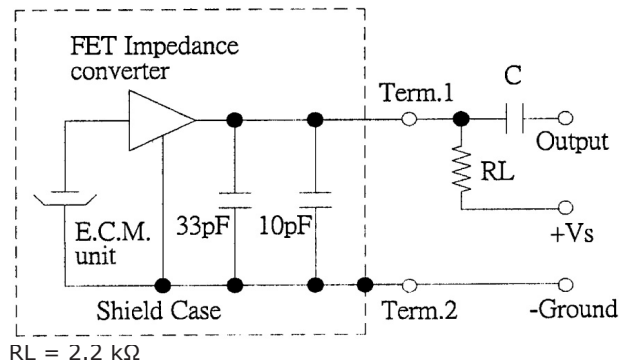 FET Impedance
converter
Term.1
C
Output
RL
+Vs
E.C.M.
unit
33pF
10pF
Shield Case
Term.2
-Ground
RL = 2.2 kΩ